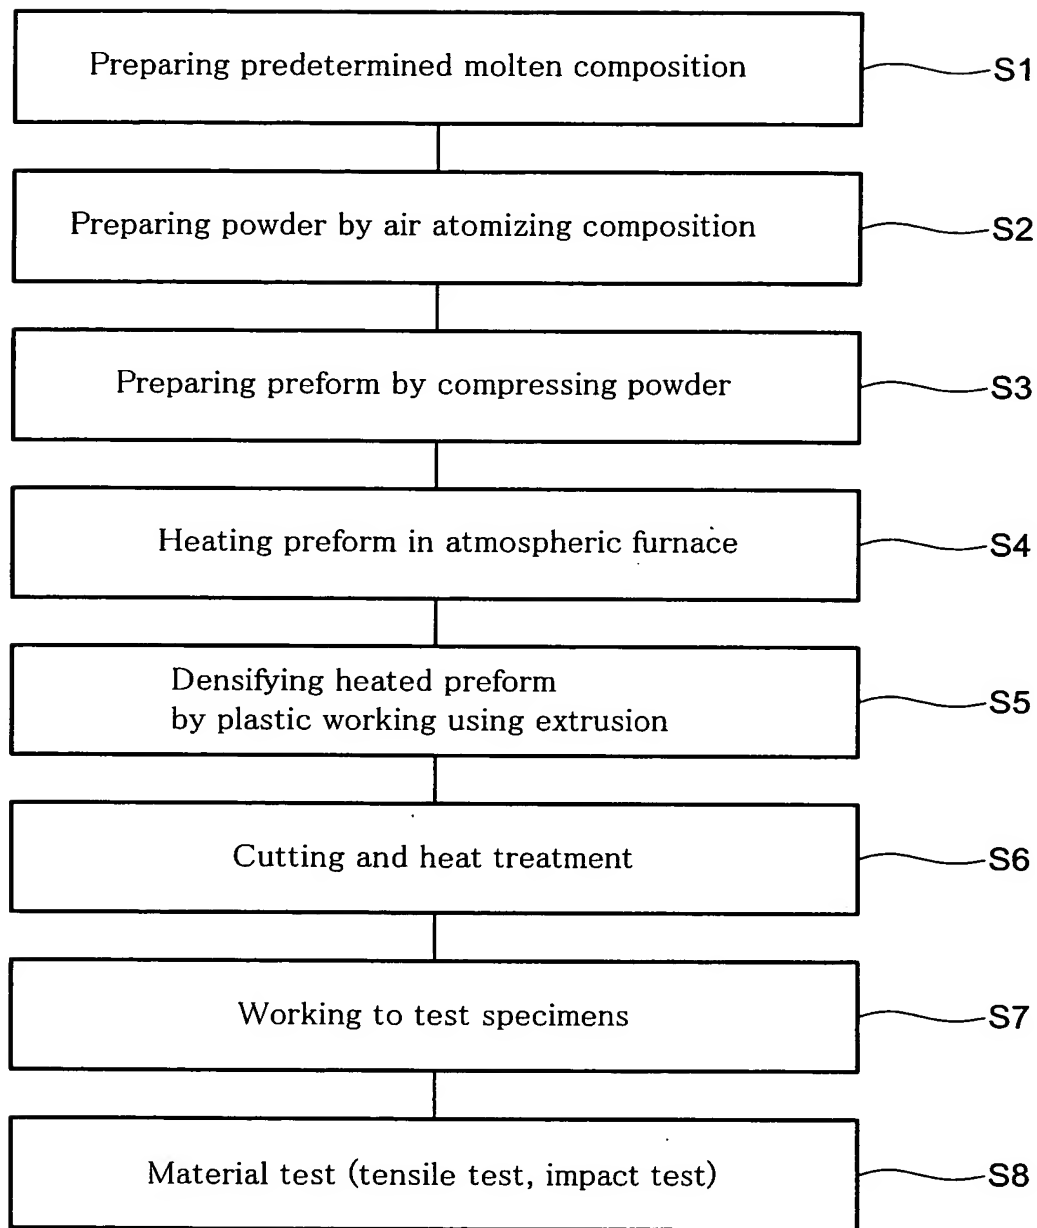 Preparing predetermined molten composition
S1
Preparing powder by air atomizing composition
S2
Preparing preform by compressing powder
S3
Heating preform in atmospheric furnace
S4
Densifying heated preform
by plastic working using extrusion
S5
Cutting and heat treatment
S6
Working to test specimens
S7
Material test (tensile test, impact test)
S8